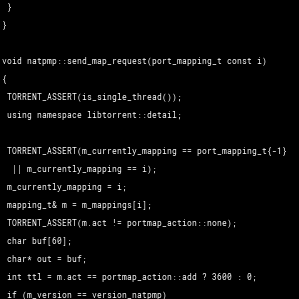 }
}
void natpmp::send_map_request(port_mapping_t const i)
{
TORRENT_ASSERT(is_single_thread());
using namespace libtorrent::detail;
TORRENT_ASSERT(m_currently_mapping == port_mapping_t{-1}
|| m_currently_mapping == i);
m_currently_mapping = i;
mapping_t& m = m_mappings[i];
TORRENT_ASSERT(m.act != portmap_action::none);
char buf[60];
char* out = buf;
int ttl = m.act == portmap_action::add ? 3600 : 0;
if (m_version == version_natpmp)